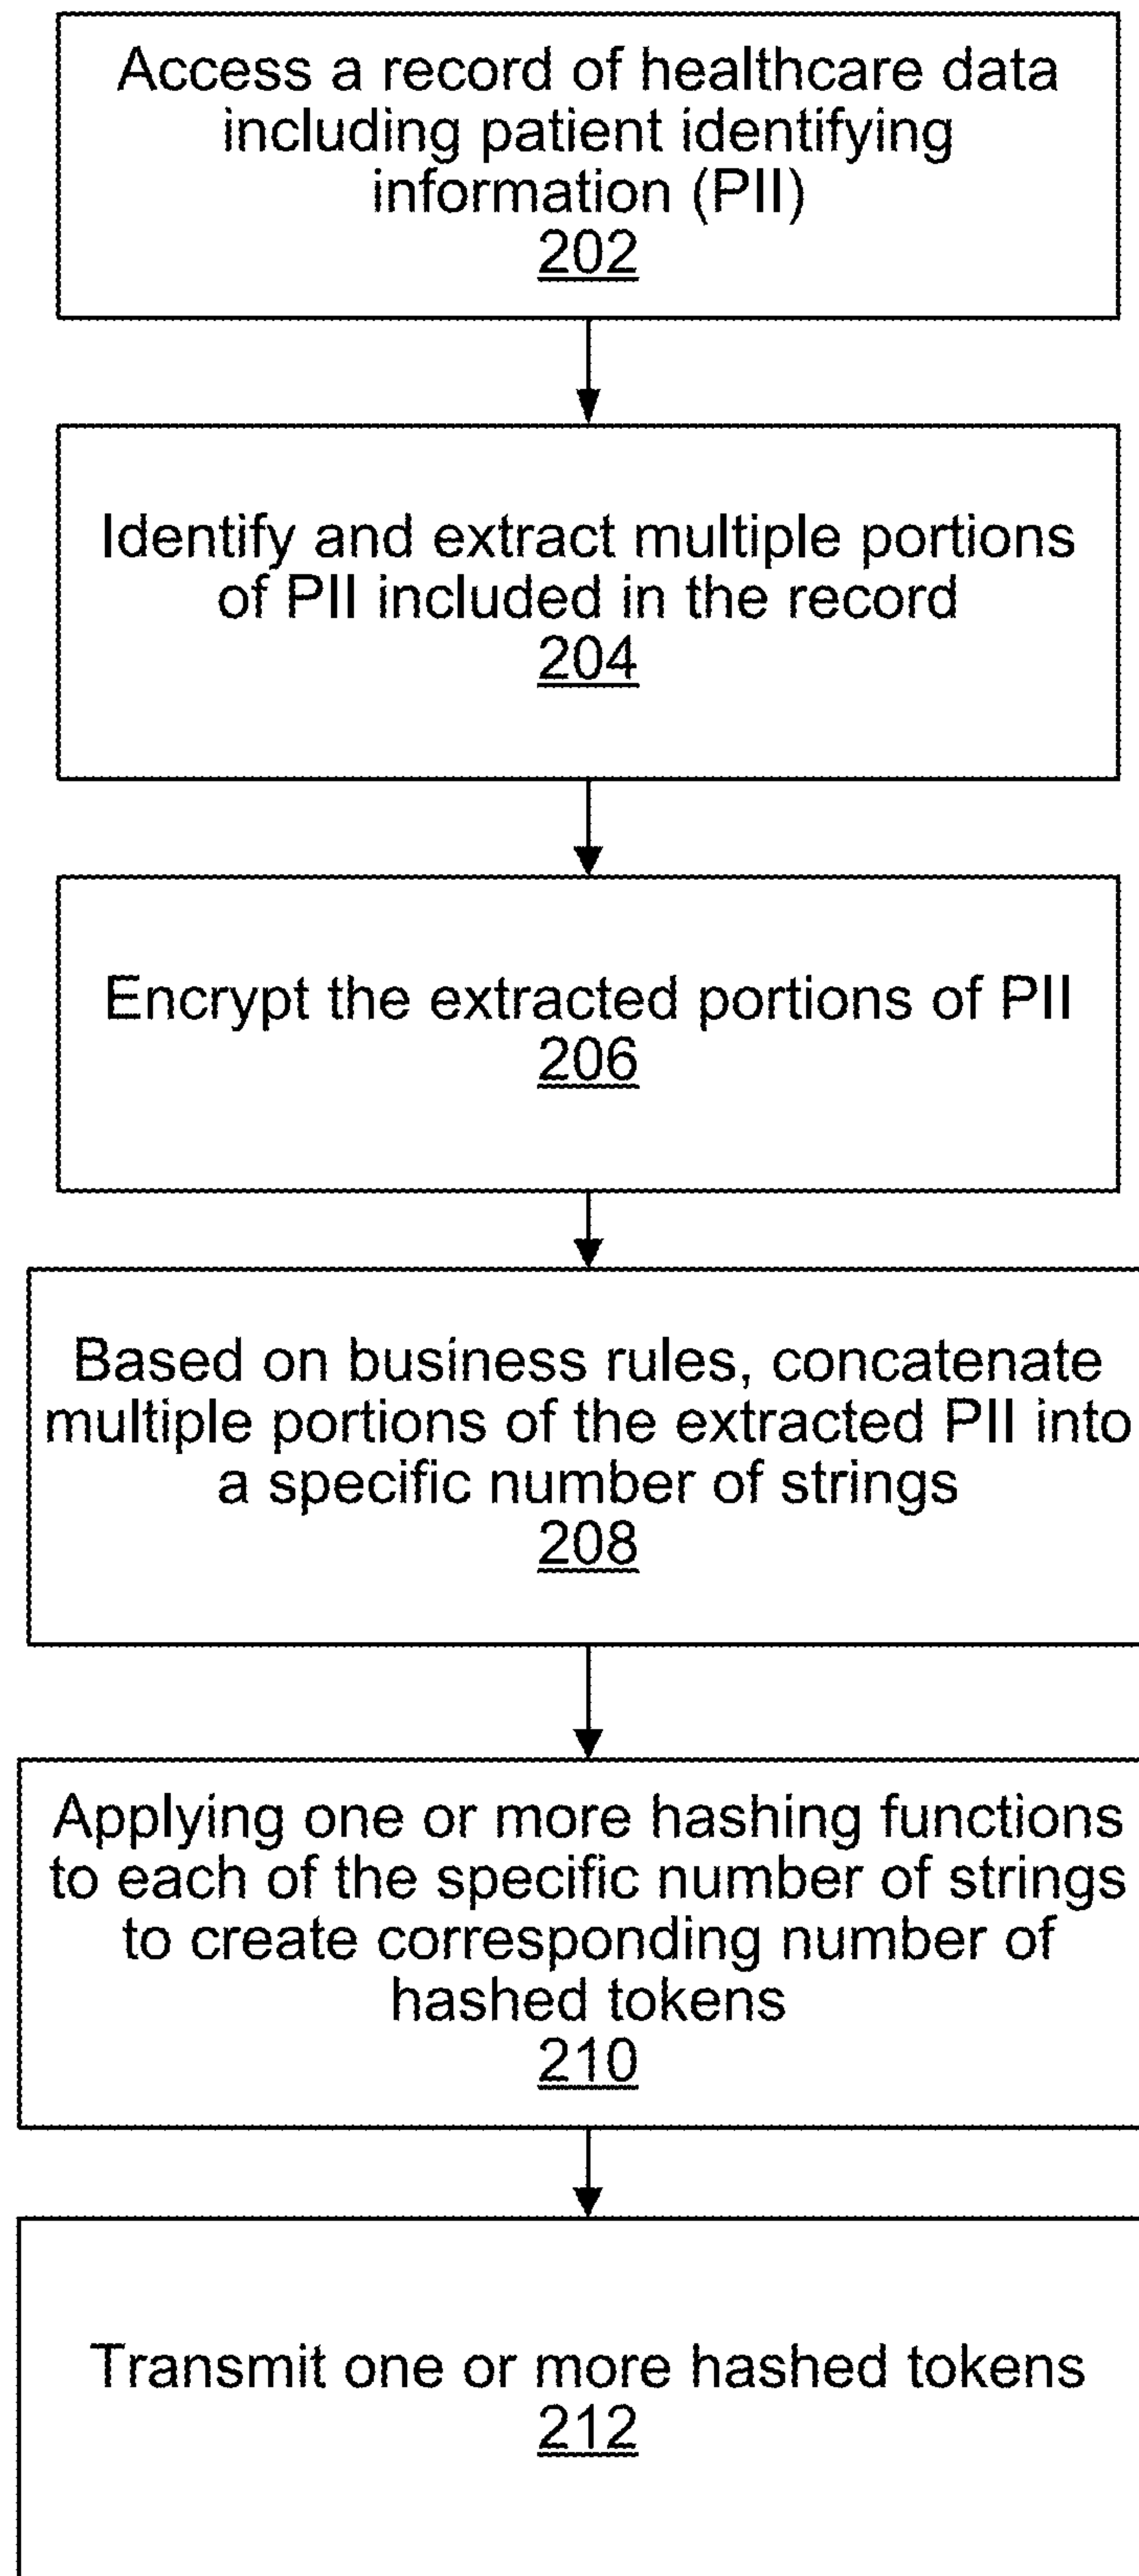 Access a record of healthcare data
including patient identifying
information (PII)
202
Identify and extract multiple portions
of PII included in the record
204
Encrypt the extracted portions of PII
206
Based on business rules, concatenate
multiple portions of the extracted PII into
a specific number of strings
208
Applying one or more hashing functions
to each of the specific number of strings
to create corresponding number of
hashed tokens
210
Transmit one or more hashed tokens
212